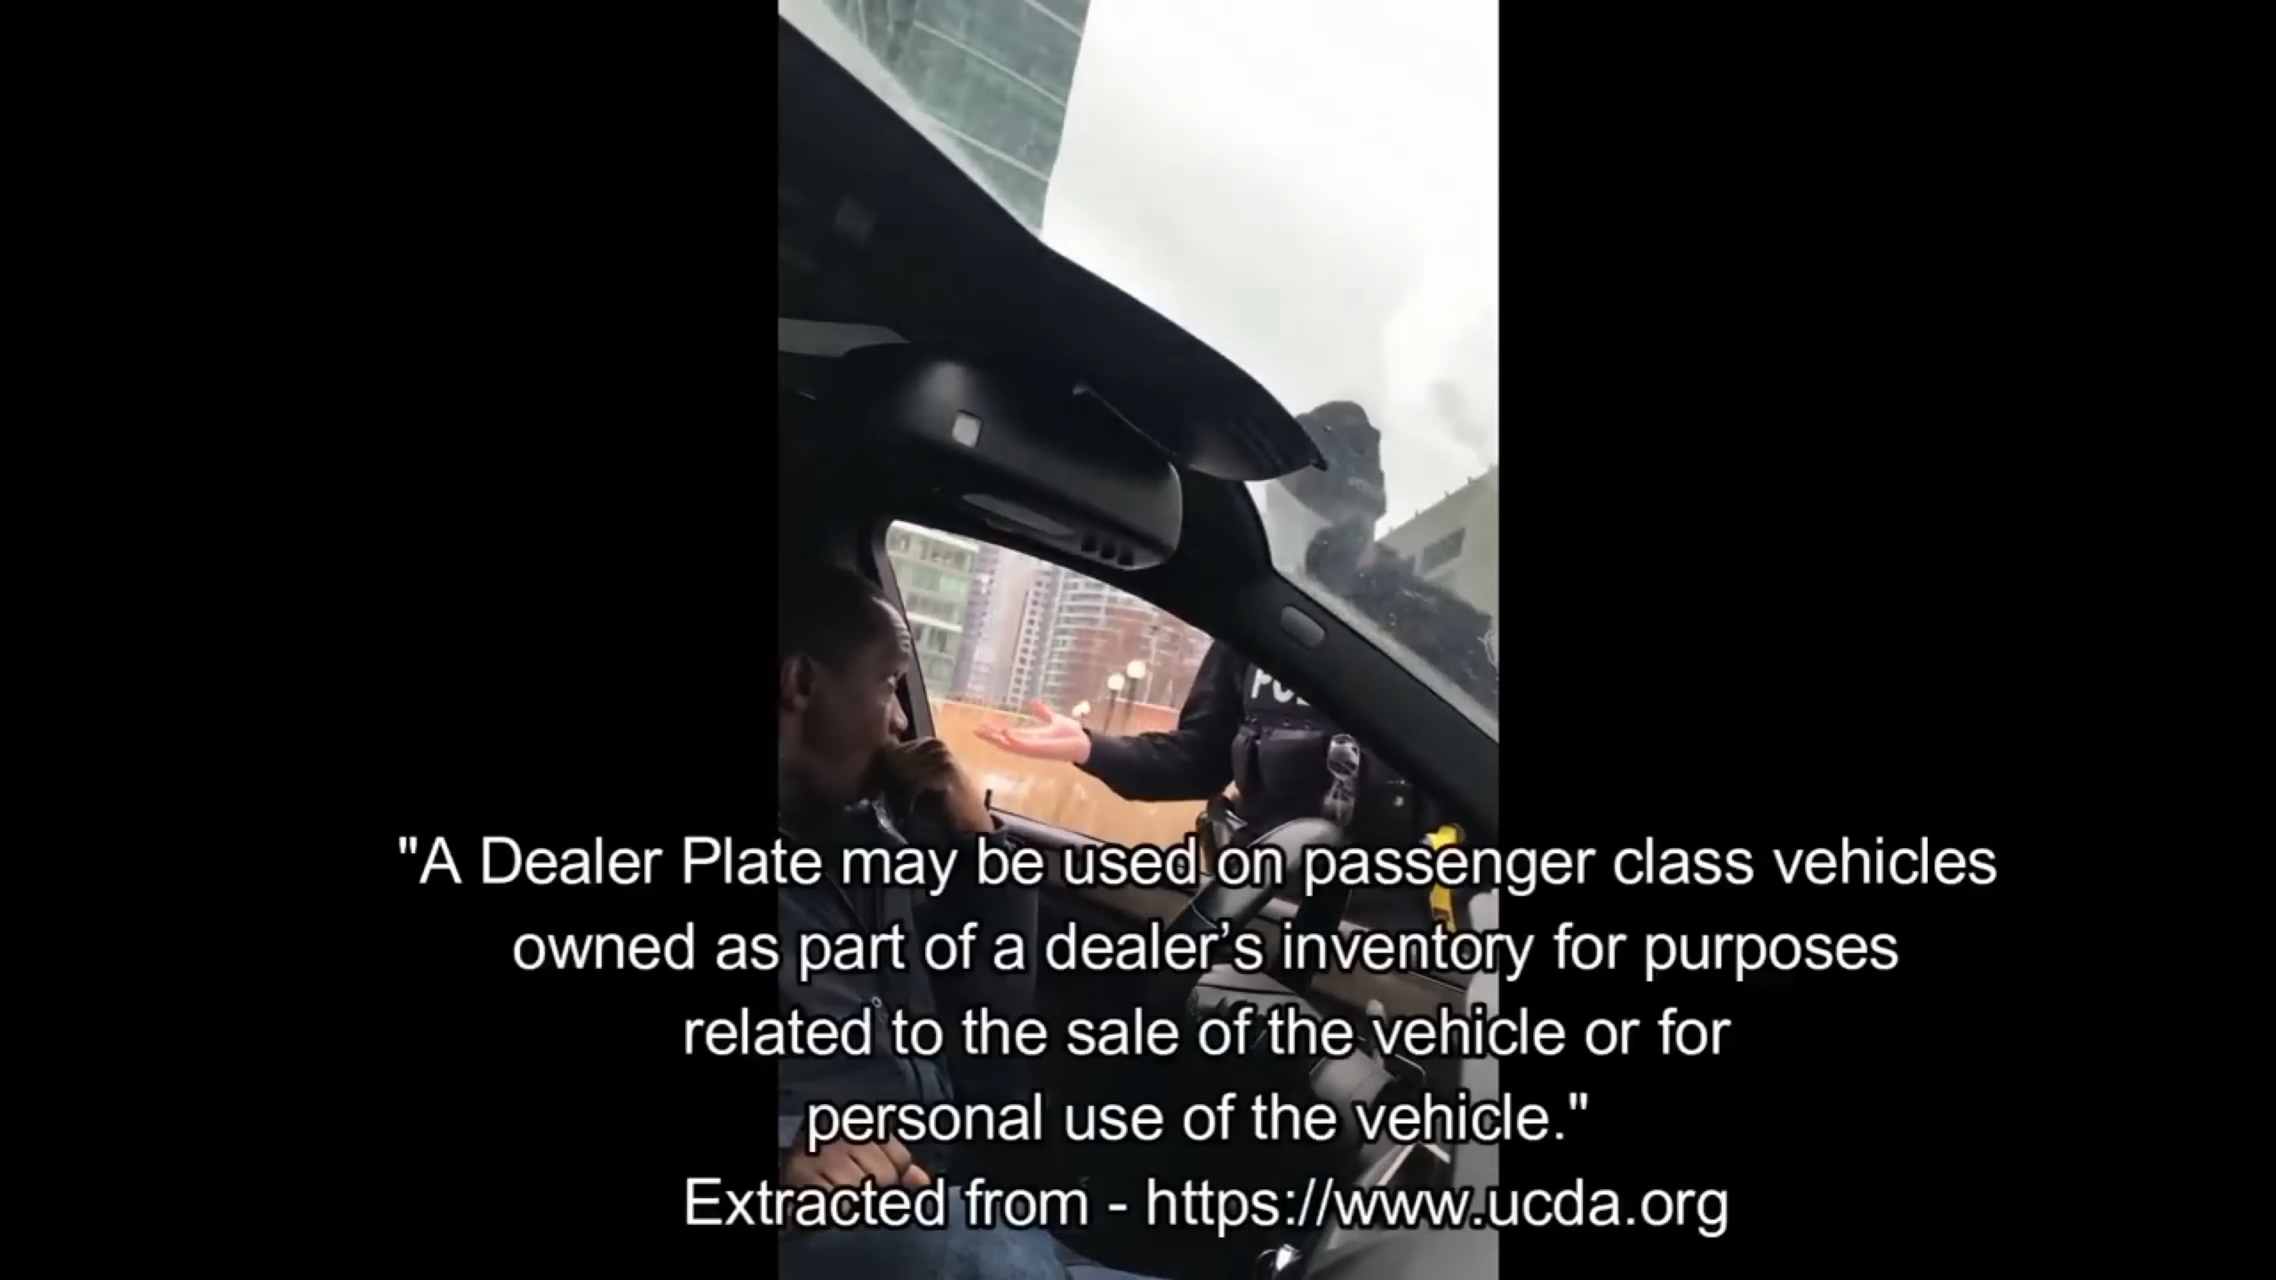 "A Dealer Plate may be used on passenger class vehicles
owned as part of a dealer’s inventory for purposes
related to the sale of the vehicle or for
personal use of the vehicle."
Extracted from - https://www.ucda.org